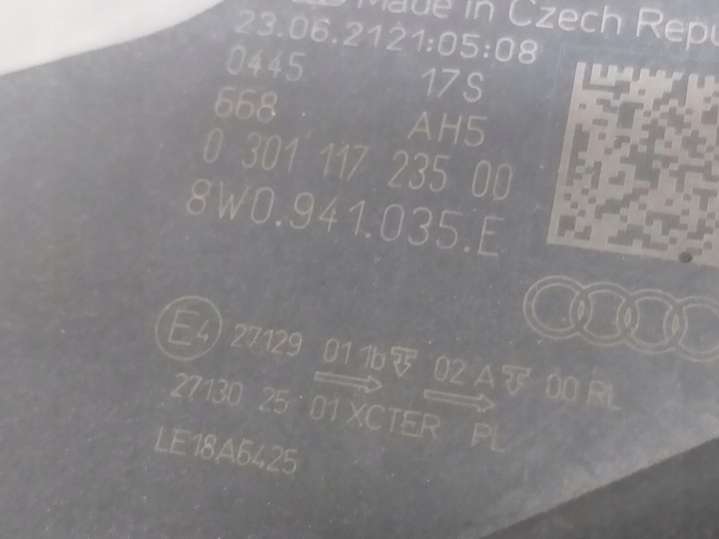 Made in Czech Repu
23.06.2121:05:08
0445 17S
668 AH5
0 301 117 235 00
8W0.941.035.E
E4 27129 01 1b 02 A 00 RL
27130 25 01 XCTER PL
LE18A6425